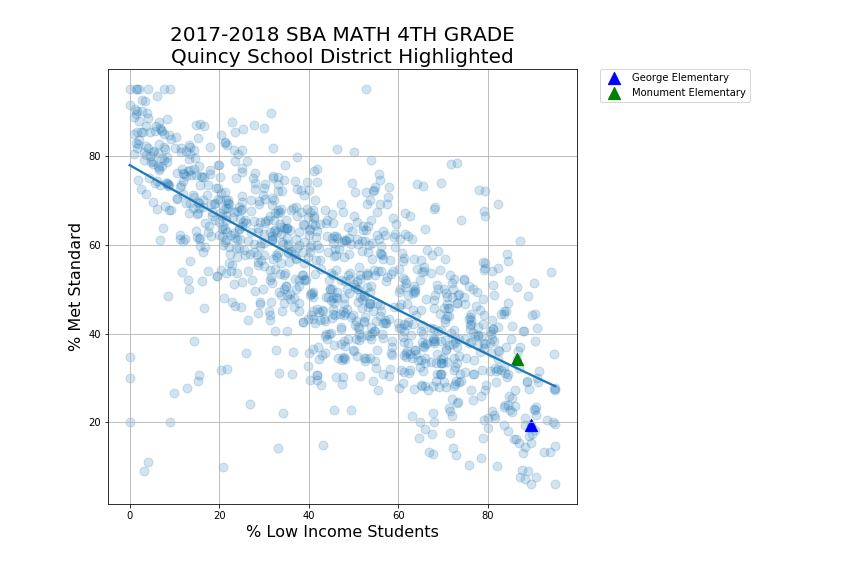 2017-2018 SBA MATH 4TH GRADE
Quincy School District Highlighted
George Elementary
Monument Elementary
% Met Standard
80
60
40
20
0
20
40
60
80
% Low Income Students